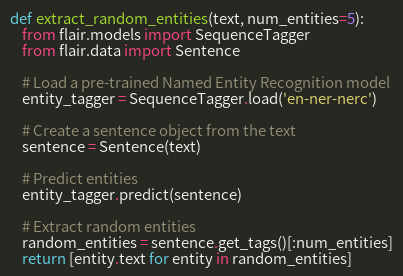 def extract_random_entities(text, num_entities=5):
from flair.models import SequenceTagger
from flair.data import Sentence
# Load a pre-trained Named Entity Recognition model
entity_tagger = SequenceTagger.load('en-ner-nerc')
# Create a sentence object from the text
sentence = Sentence(text)
# Predict entities
entity_tagger.predict(sentence)
# Extract random entities
random_entities = sentence.get_tags()[:num_entities]
return [entity.text for entity in random_entities]